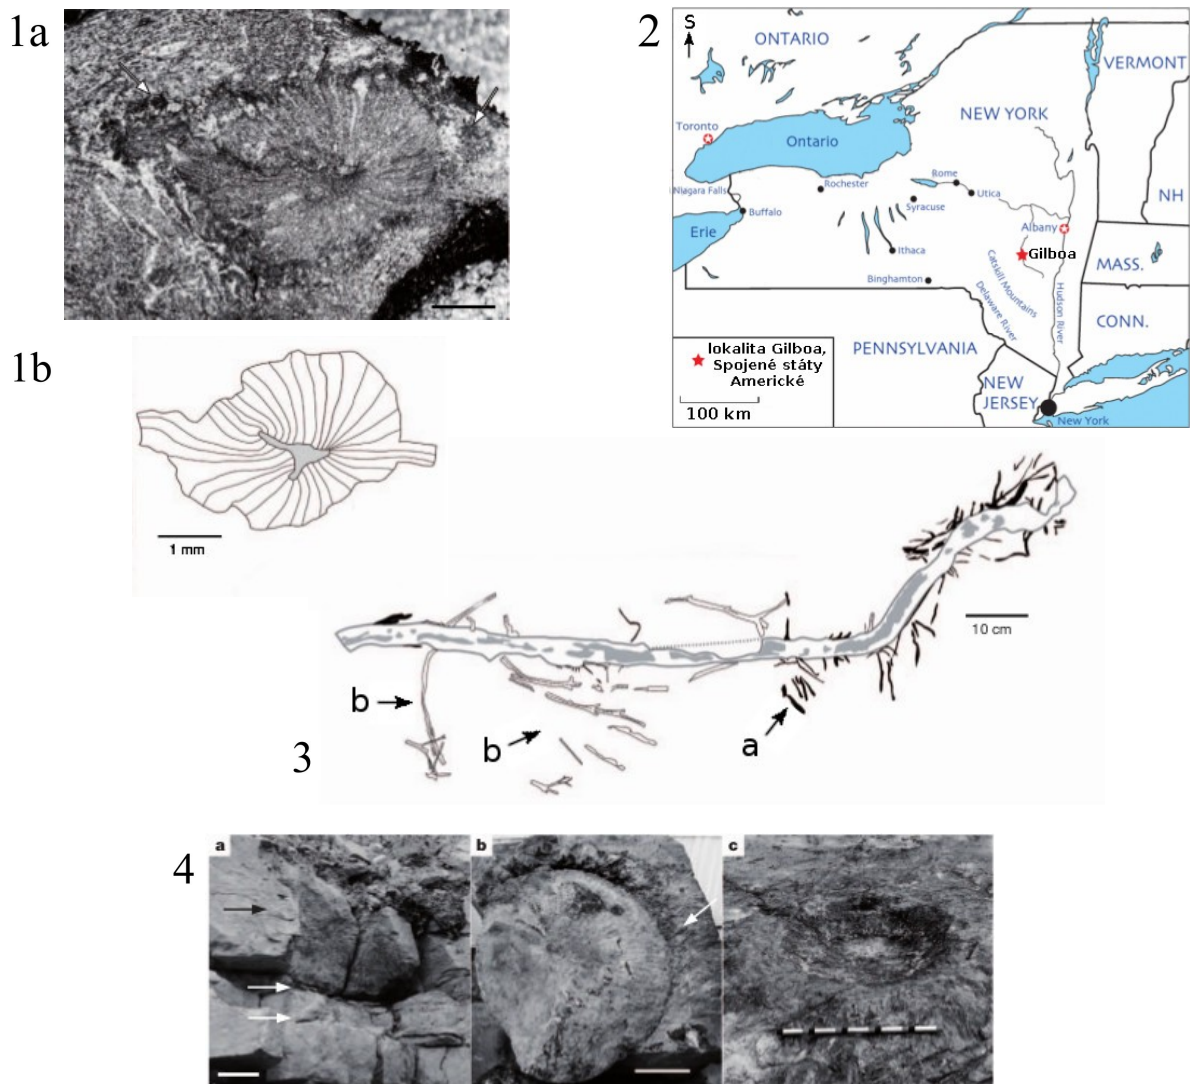 1a
2
S
ONTARIO
VERMONT
NEW YORK
Toronto
Ontario
Rome
Niagara Falls
Rochester
Utica
NH
Syracuse
Buffalo
Albany
Erie
Ithaca
Gilboa
MASS.
Binghamton
Catskill Mountains
Delaware River
Hudson River
CONN.
PENNSYLVANIA
lokalita Gilboa,
Spojené státy
Americké
100 km
NEW
JERSEY
New York
1b
1 mm
10 cm
b
b
a
3
4
a
b
c